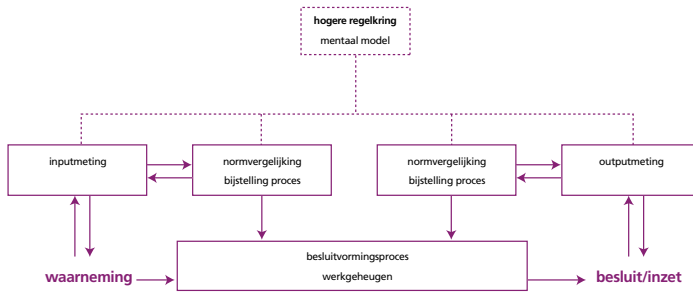 hogere regelkring
mentaal model
inputmeting
normvergelijking
bijstelling proces
normvergelijking
bijstelling proces
outputmeting
besluitvormingsproces
werkgeheugen
waarneming
besluit/inzet